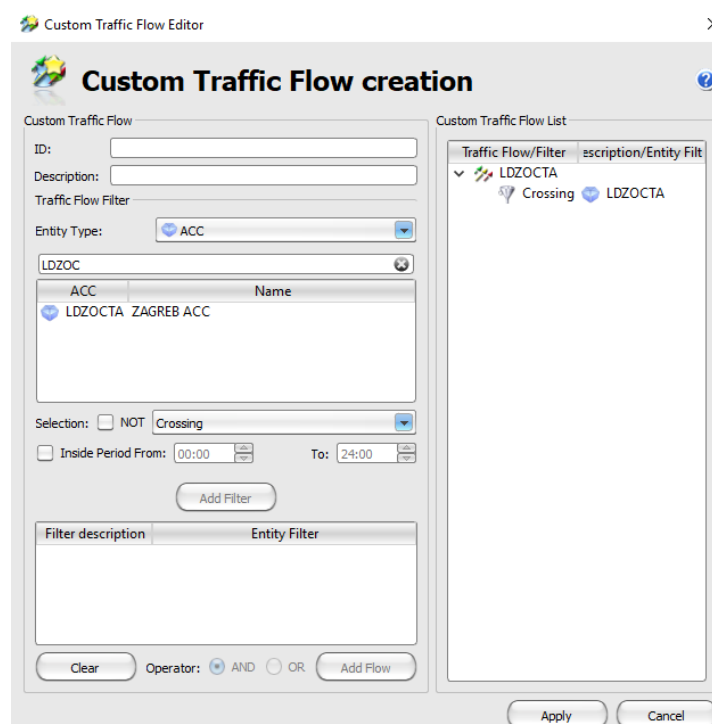 Custom Traffic Flow Editor
Custom Traffic Flow creation
Custom Traffic Flow
ID:
Description:
Traffic Flow Filter
Entity Type: ACC
LDZOC
ACC Name
LDZOCTA ZAGREB ACC
Selection: NOT Crossing
Inside Period From: 00:00 To: 24:00
Add Filter
Filter description Entity Filter
Clear Operator: AND OR Add Flow
Custom Traffic Flow List
Traffic Flow/Filter escription/Entity Filt
LDZOCTA
Crossing LDZOCTA
Apply Cancel